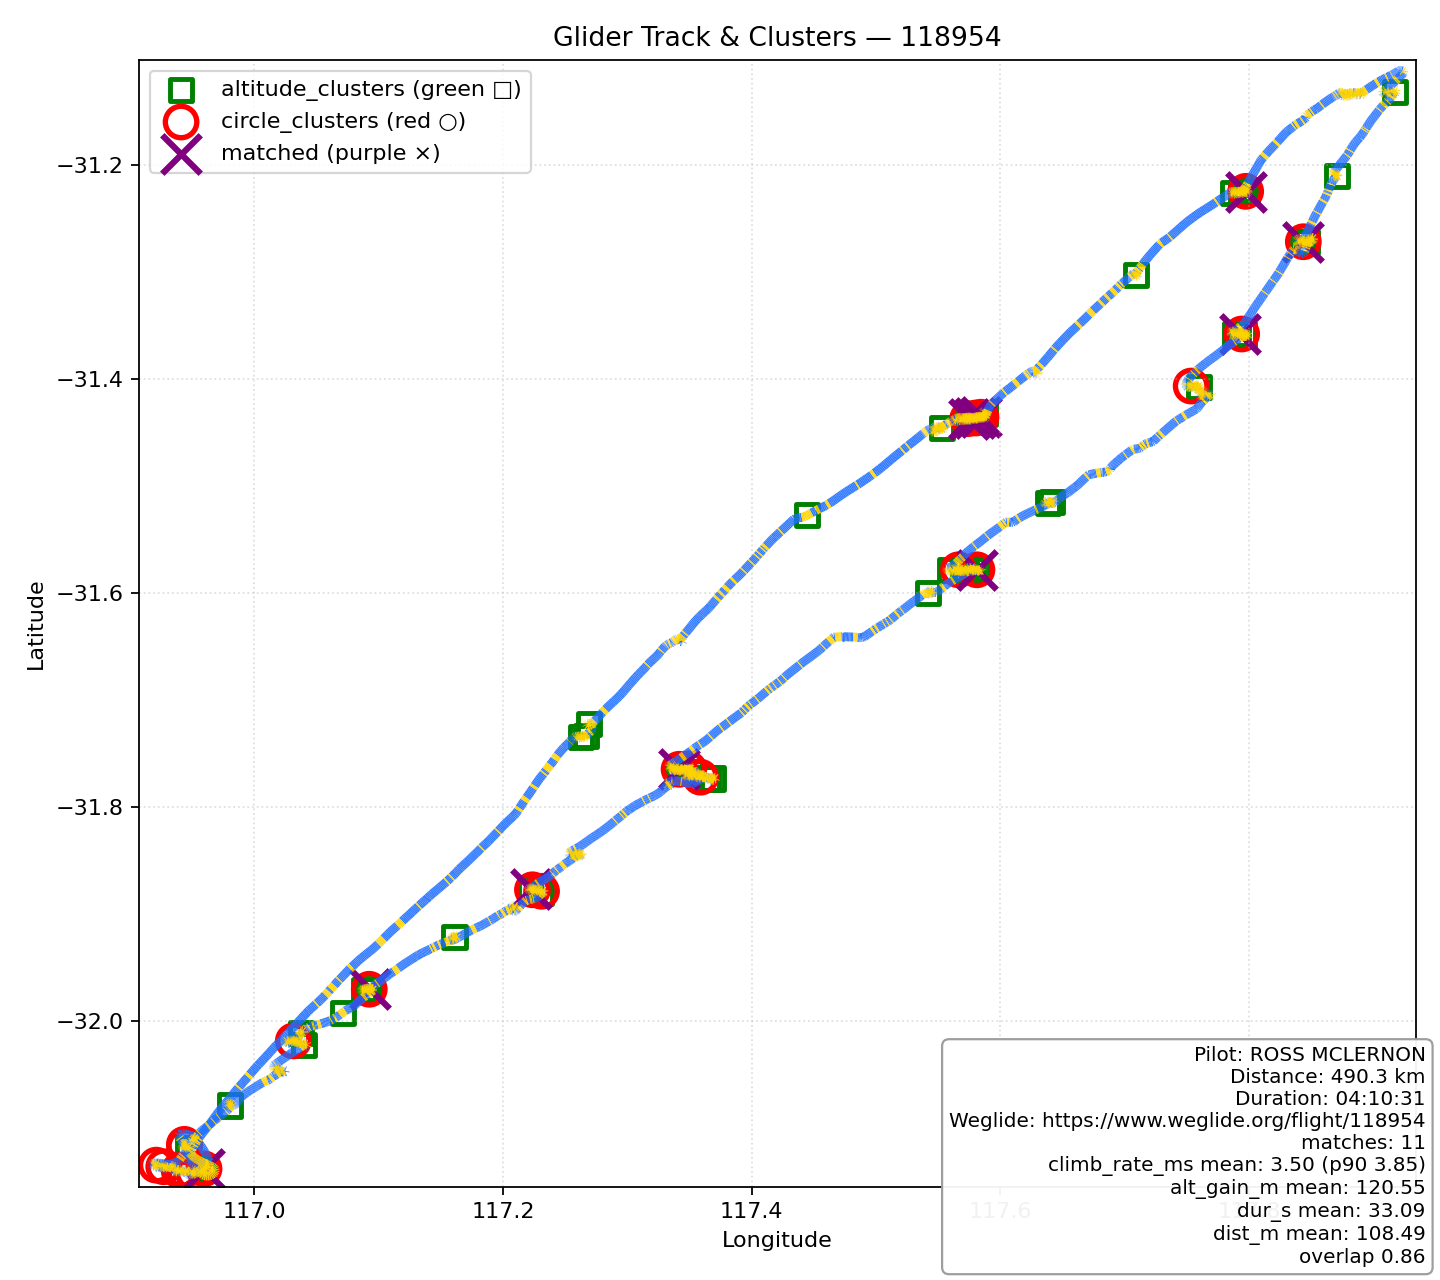 Glider Track & Clusters — 118954
altitude_clusters (green □)
circle_clusters (red ○)
matched (purple ×)
−31.2
−31.4
−31.6
−31.8
−32.0
Latitude
117.0
117.2
117.4
117.6
117.8
Longitude
Pilot: ROSS MCLERNON
Distance: 490.3 km
Duration: 04:10:31
Weglide: https://www.weglide.org/flight/118954
matches: 11
climb_rate_ms mean: 3.50 (p90 3.85)
alt_gain_m mean: 120.55
dur_s mean: 33.09
dist_m mean: 108.49
overlap 0.86